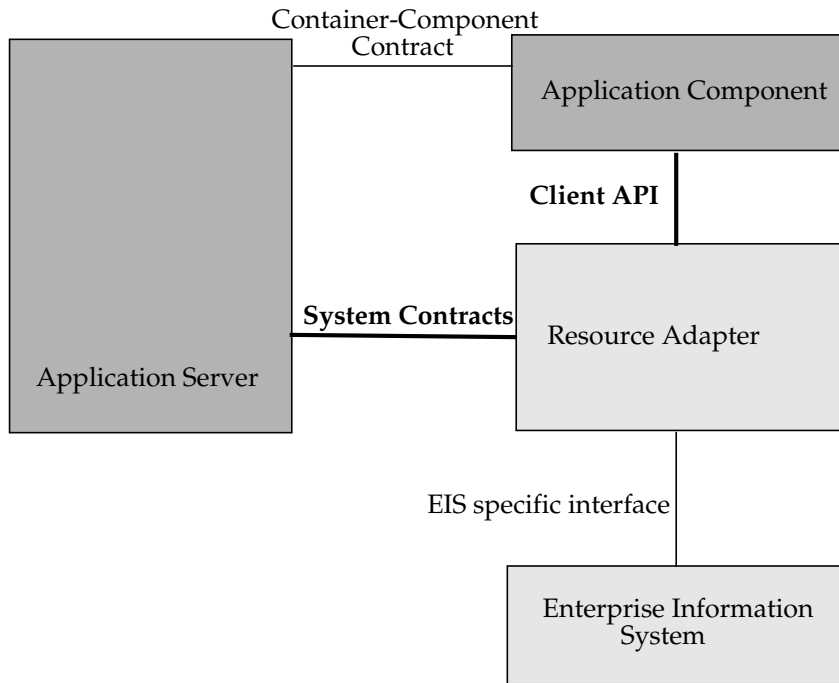 Container-Component
Contract
Application Component
Client API
System Contracts
Resource Adapter
Application Server
EIS specific interface
Enterprise Information
System